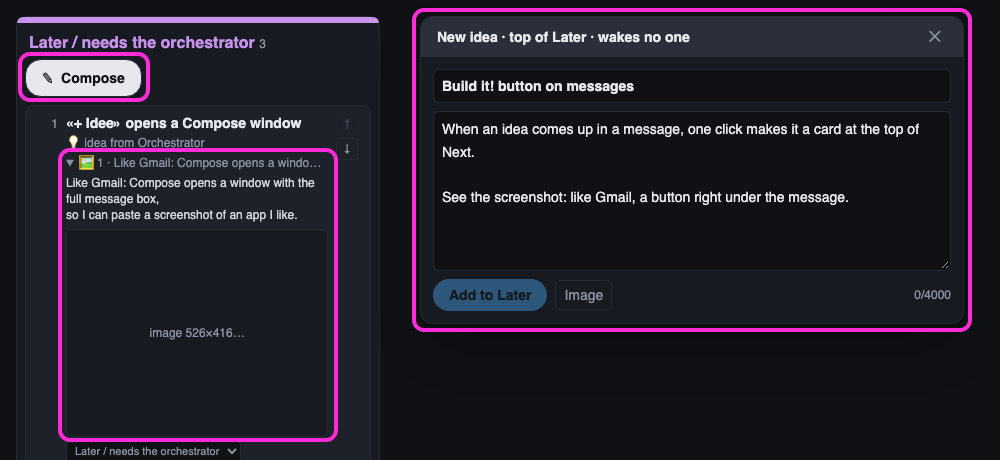 Later / needs the orchestrator 3
✎ Compose
1 «+ Idee» opens a Compose window ↑
💡 idea from Orchestrator
↓
▼ 🖼️ 1 · Like Gmail: Compose opens a windo…
Like Gmail: Compose opens a window with the
full message box,
so I can paste a screenshot of an app I like.
image 526×416…
Later / needs the orchestrator
New idea · top of Later · wakes no one
Build it! button on messages
When an idea comes up in a message, one click makes it a card at the top of
Next.
See the screenshot: like Gmail, a button right under the message.
Add to Later
Image
0/4000